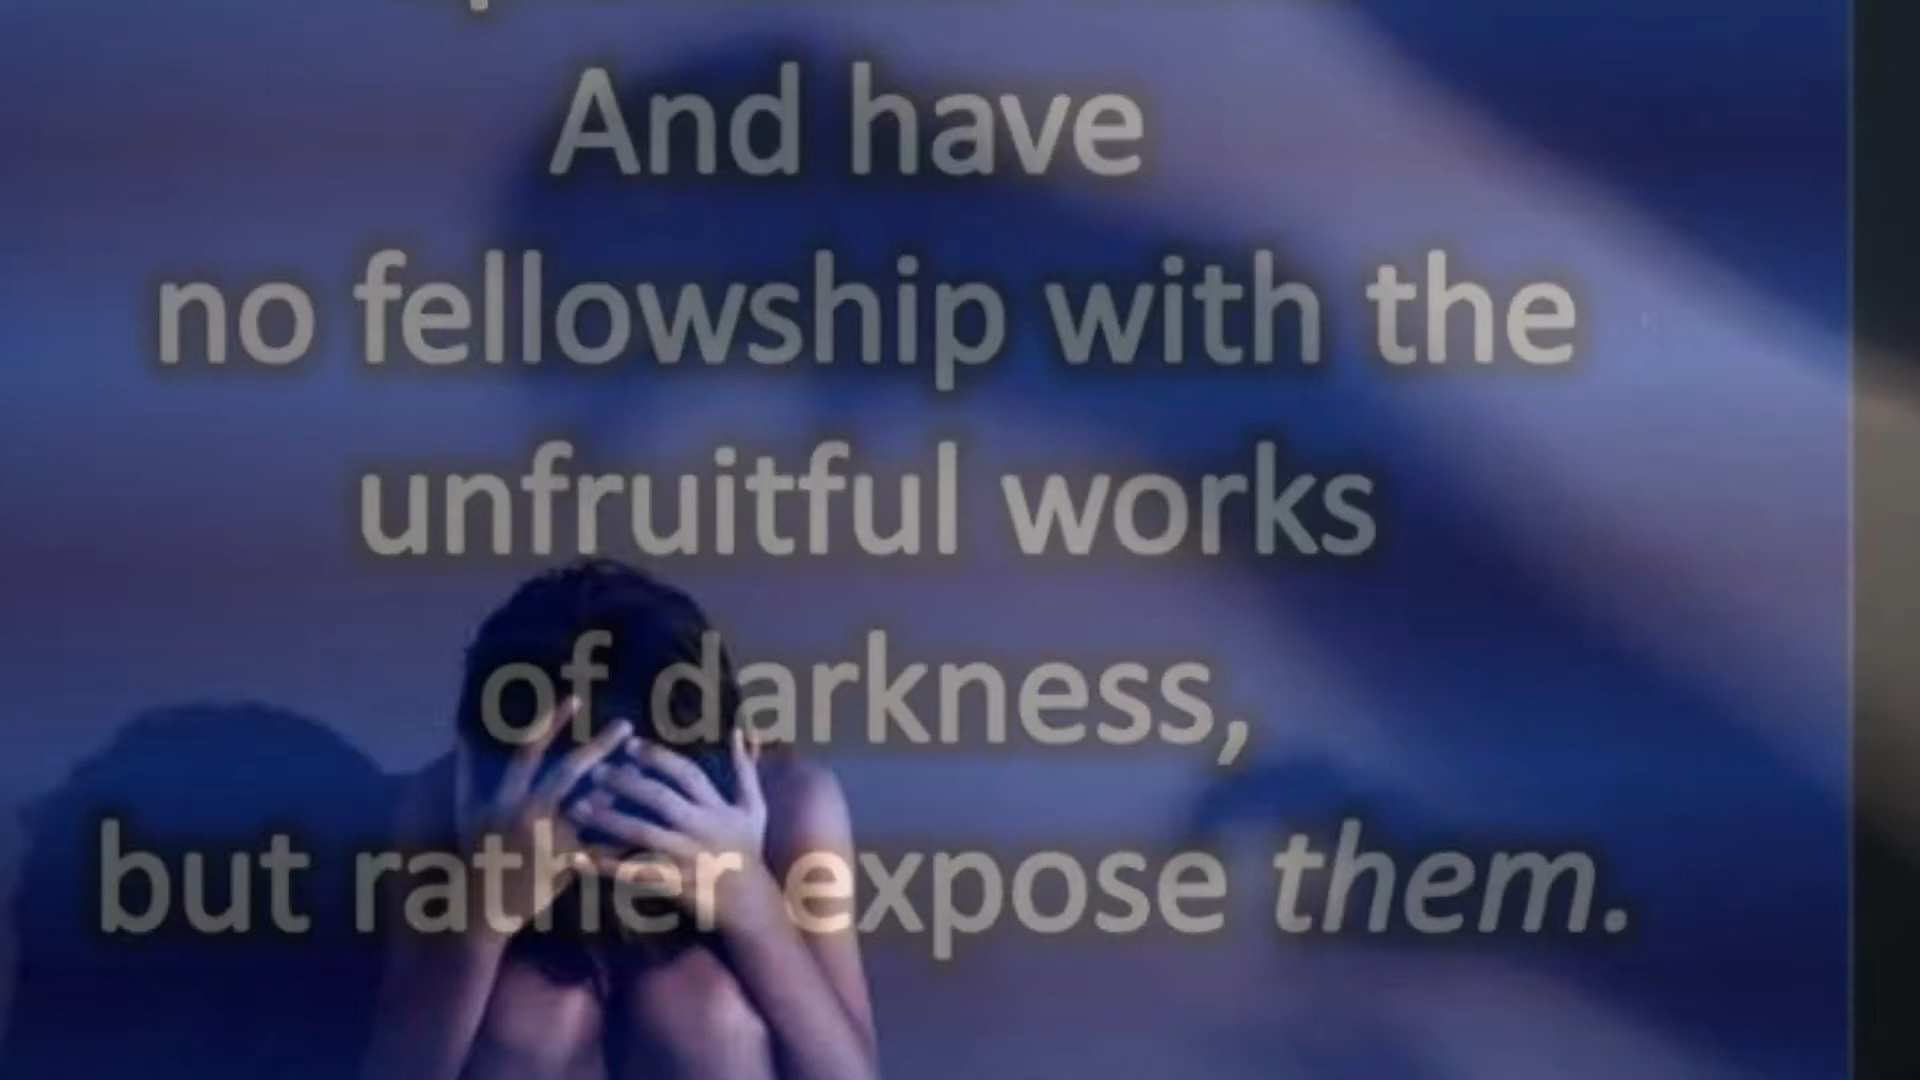 And have
no fellowship with the
unfruitful works
of darkness,
but rather expose them.